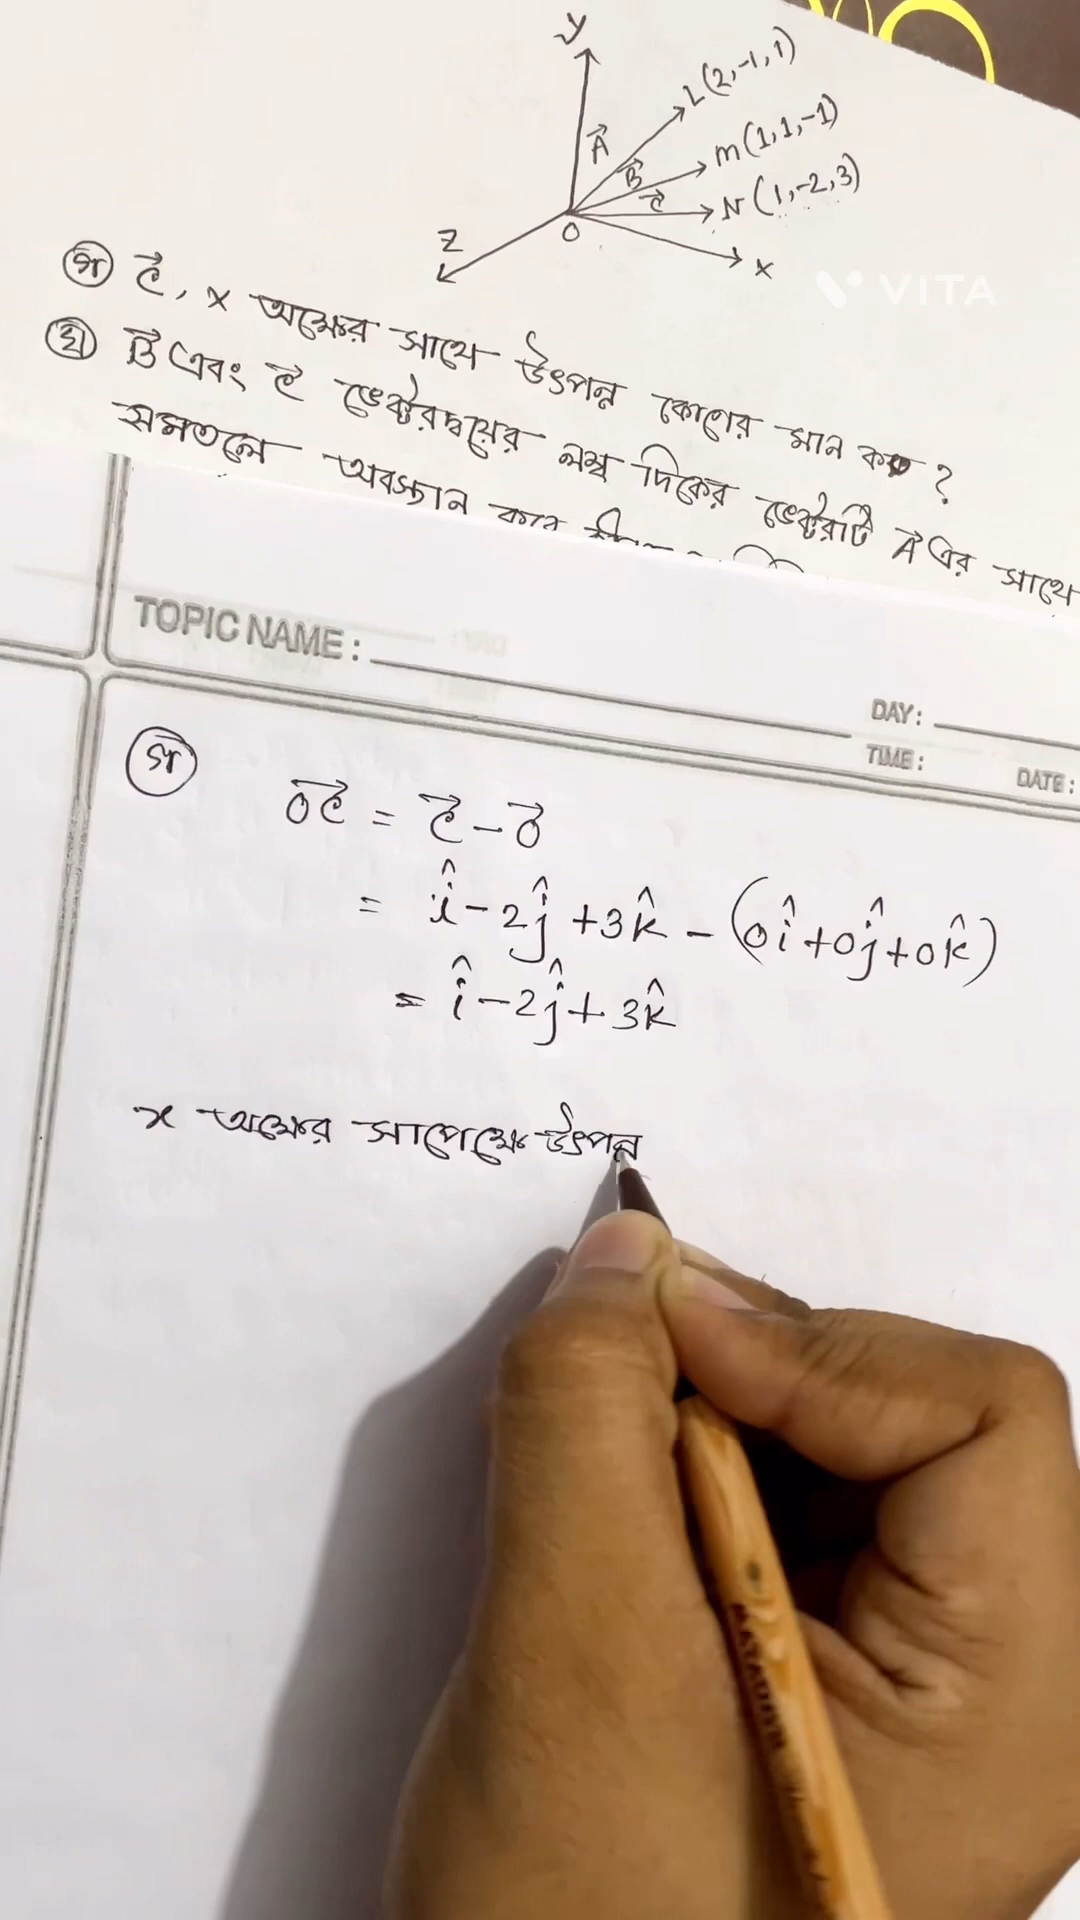 y
L(2,-1,1)
A⃗
m(1,1,-1)
B⃗
N(1,-2,3)
C⃗
O
x
z
VITA
গ C⃗, x অক্ষের সাথে উৎপন্ন কোণের মান কত ?
ঘ B⃗ এবং C⃗ ভেক্টরদ্বয়ের লম্ব দিকের ভেক্টরটি A⃗ এর সাথে
সমতলে অবস্থান করে
TOPIC NAME :
DAY :
TIME :
DATE :
গ
OC⃗ = C⃗ - O⃗
= î - 2ĵ + 3k̂ - (0î + 0ĵ + 0k̂)
= î - 2ĵ + 3k̂
x অক্ষের সাপেক্ষে উৎপন্ন
MATADOR